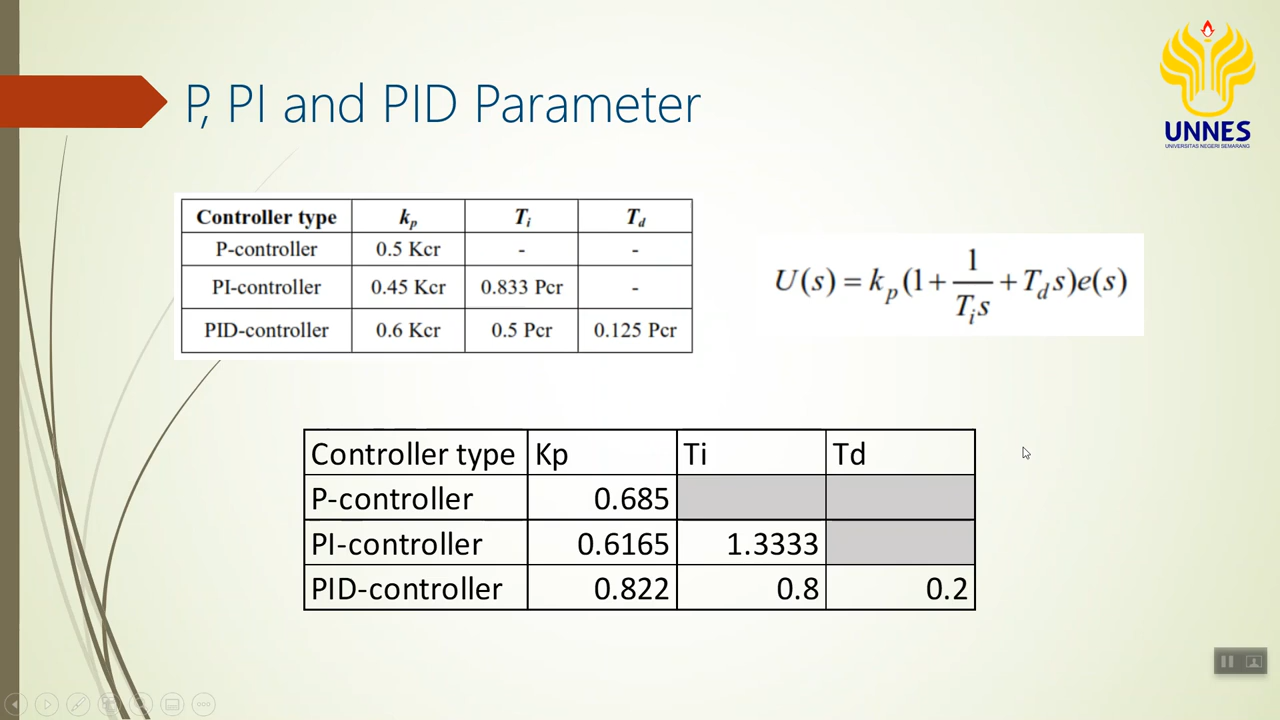 P, PI and PID Parameter
UNNES
UNIVERSITAS NEGERI SEMARANG
Controller type kp Ti Td
P-controller 0.5 Kcr - -
PI-controller 0.45 Kcr 0.833 Pcr -
PID-controller 0.6 Kcr 0.5 Pcr 0.125 Pcr
U(s) = kp(1 + 1/Tis + Tds)e(s)
Controller type Kp Ti Td
P-controller 0.685
PI-controller 0.6165 1.3333
PID-controller 0.822 0.8 0.2